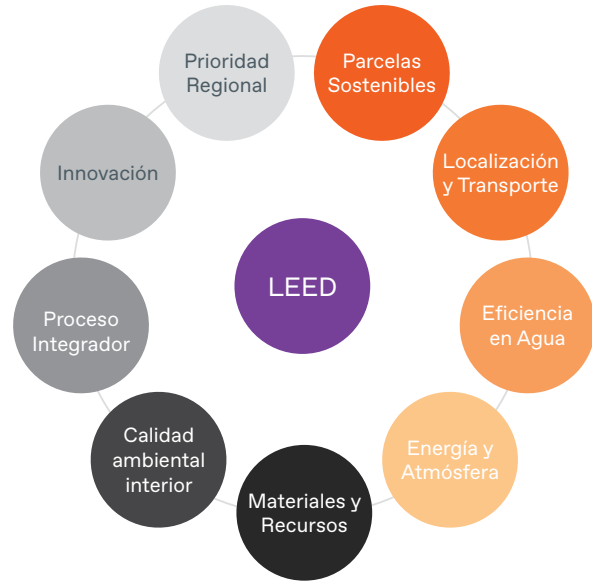 Prioridad
Regional
Parcelas
Sostenibles
Innovación
Localización
y Transporte
LEED
Proceso
Integrador
Eficiencia
en Agua
Calidad
ambiental
interior
Energía y
Atmósfera
Materiales y
Recursos